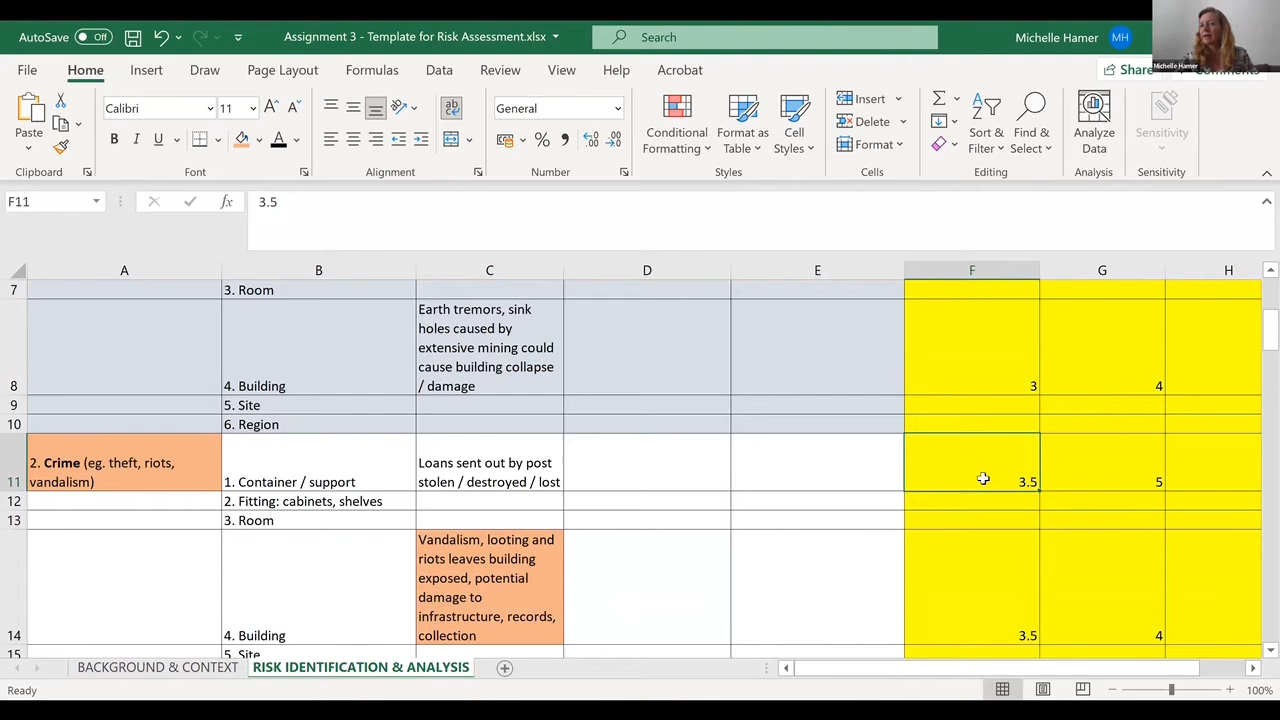 AutoSave Off
Assignment 3 - Template for Risk Assessment.xlsx
Search
Michelle Hamer
MH
Michelle Hamer
File Home Insert Draw Page Layout Formulas Data Review View Help Acrobat Share Comments
Paste
Clipboard
Calibri 11
B I U
Font
Alignment
General
Number
Conditional Formatting
Format as Table
Cell Styles
Styles
Insert
Delete
Format
Cells
Sort & Filter
Find & Select
Editing
Analyze Data
Analysis
Sensitivity
Sensitivity
F11 fx 3.5
A B C D E F G H
7 3. Room
Earth tremors, sink
holes caused by
extensive mining could
cause building collapse
8 4. Building / damage 3 4
9 5. Site
10 6. Region
2. Crime (eg. theft, riots, Loans sent out by post
11 vandalism) 1. Container / support stolen / destroyed / lost 3.5 5
12 2. Fitting: cabinets, shelves
13 3. Room
Vandalism, looting and
riots leaves building
exposed, potential
damage to
infrastructure, records,
14 4. Building collection 3.5 4
15 5. Site
BACKGROUND & CONTEXT RISK IDENTIFICATION & ANALYSIS
Ready 100%